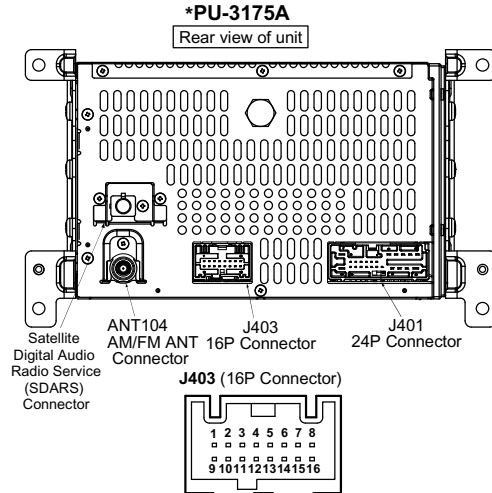 *PU-3175A
Rear view of unit
Satellite
Digital Audio
Radio Service
(SDARS)
Connector
ANT104
AM/FM ANT
Connector
J403
16P Connector
J401
24P Connector
J403 (16P Connector)
1 2 3 4 5 6 7 8
9 10 11 12 13 14 15 16